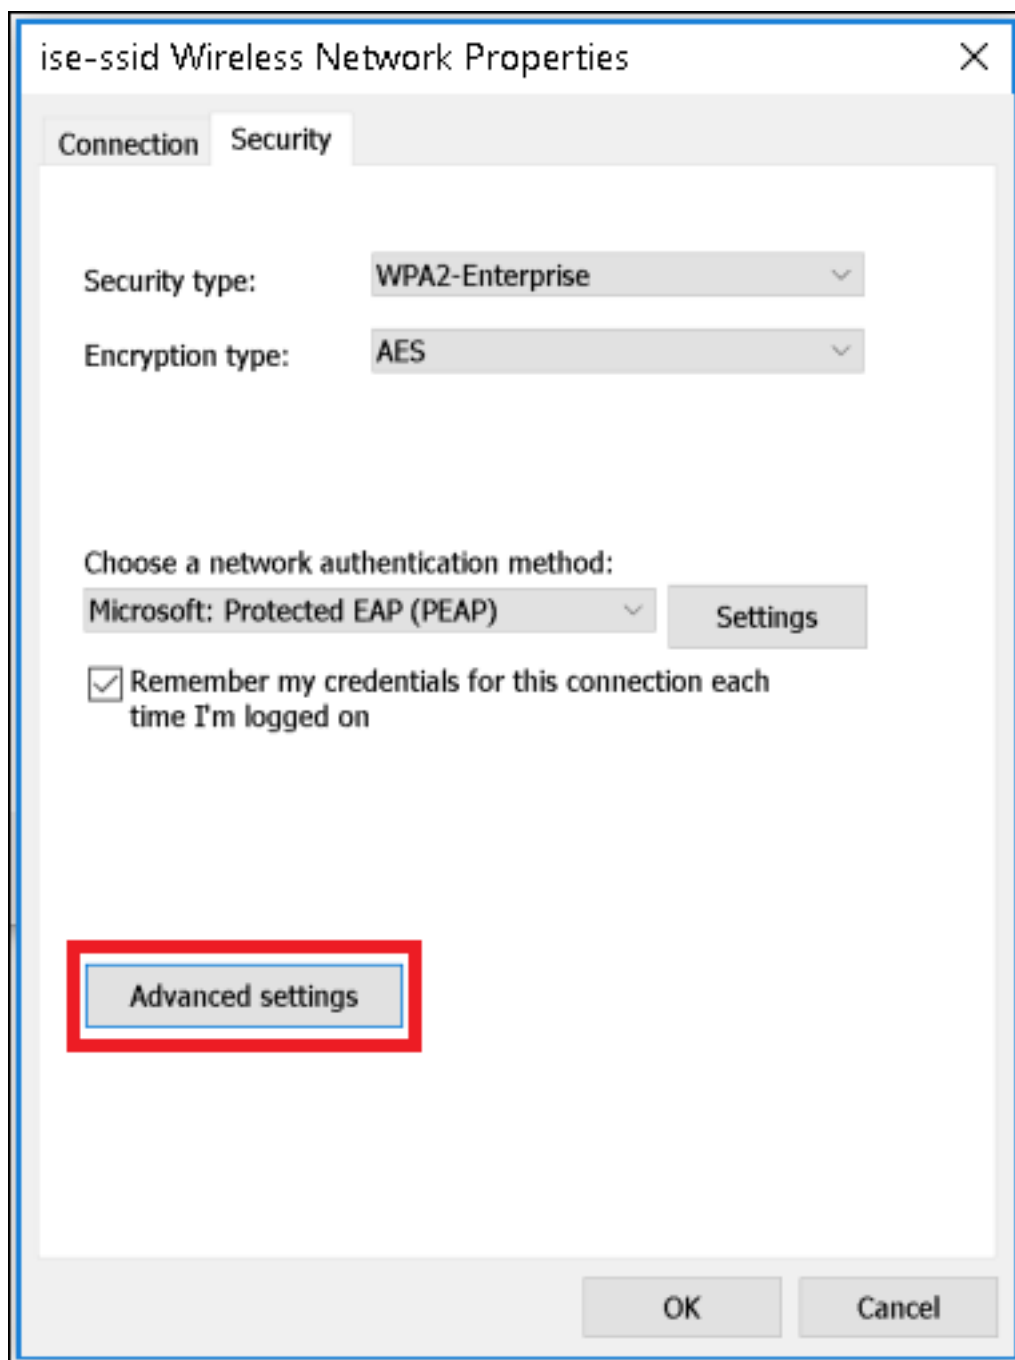 ise-ssid Wireless Network Properties
Connection
Security
Security type:
WPA2-Enterprise
Encryption type:
AES
Choose a network authentication method:
Microsoft: Protected EAP (PEAP)
Settings
Remember my credentials for this connection each
time I'm logged on
Advanced settings
OK
Cancel